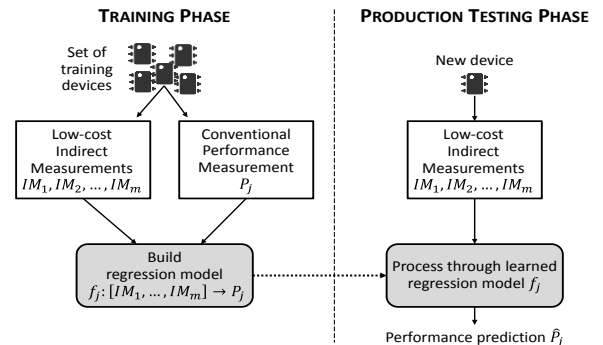 TRAINING PHASE
Set of
training
devices
Low-cost
Indirect
Measurements
IM₁, IM₂, ..., IMₘ
Conventional
Performance
Measurement
Pⱼ
Build
regression model
fⱼ: [IM₁, ..., IMₘ] → Pⱼ
PRODUCTION TESTING PHASE
New device
Low-cost
Indirect
Measurements
IM₁, IM₂, ..., IMₘ
Process through learned
regression model fⱼ
Performance prediction P̂ⱼ